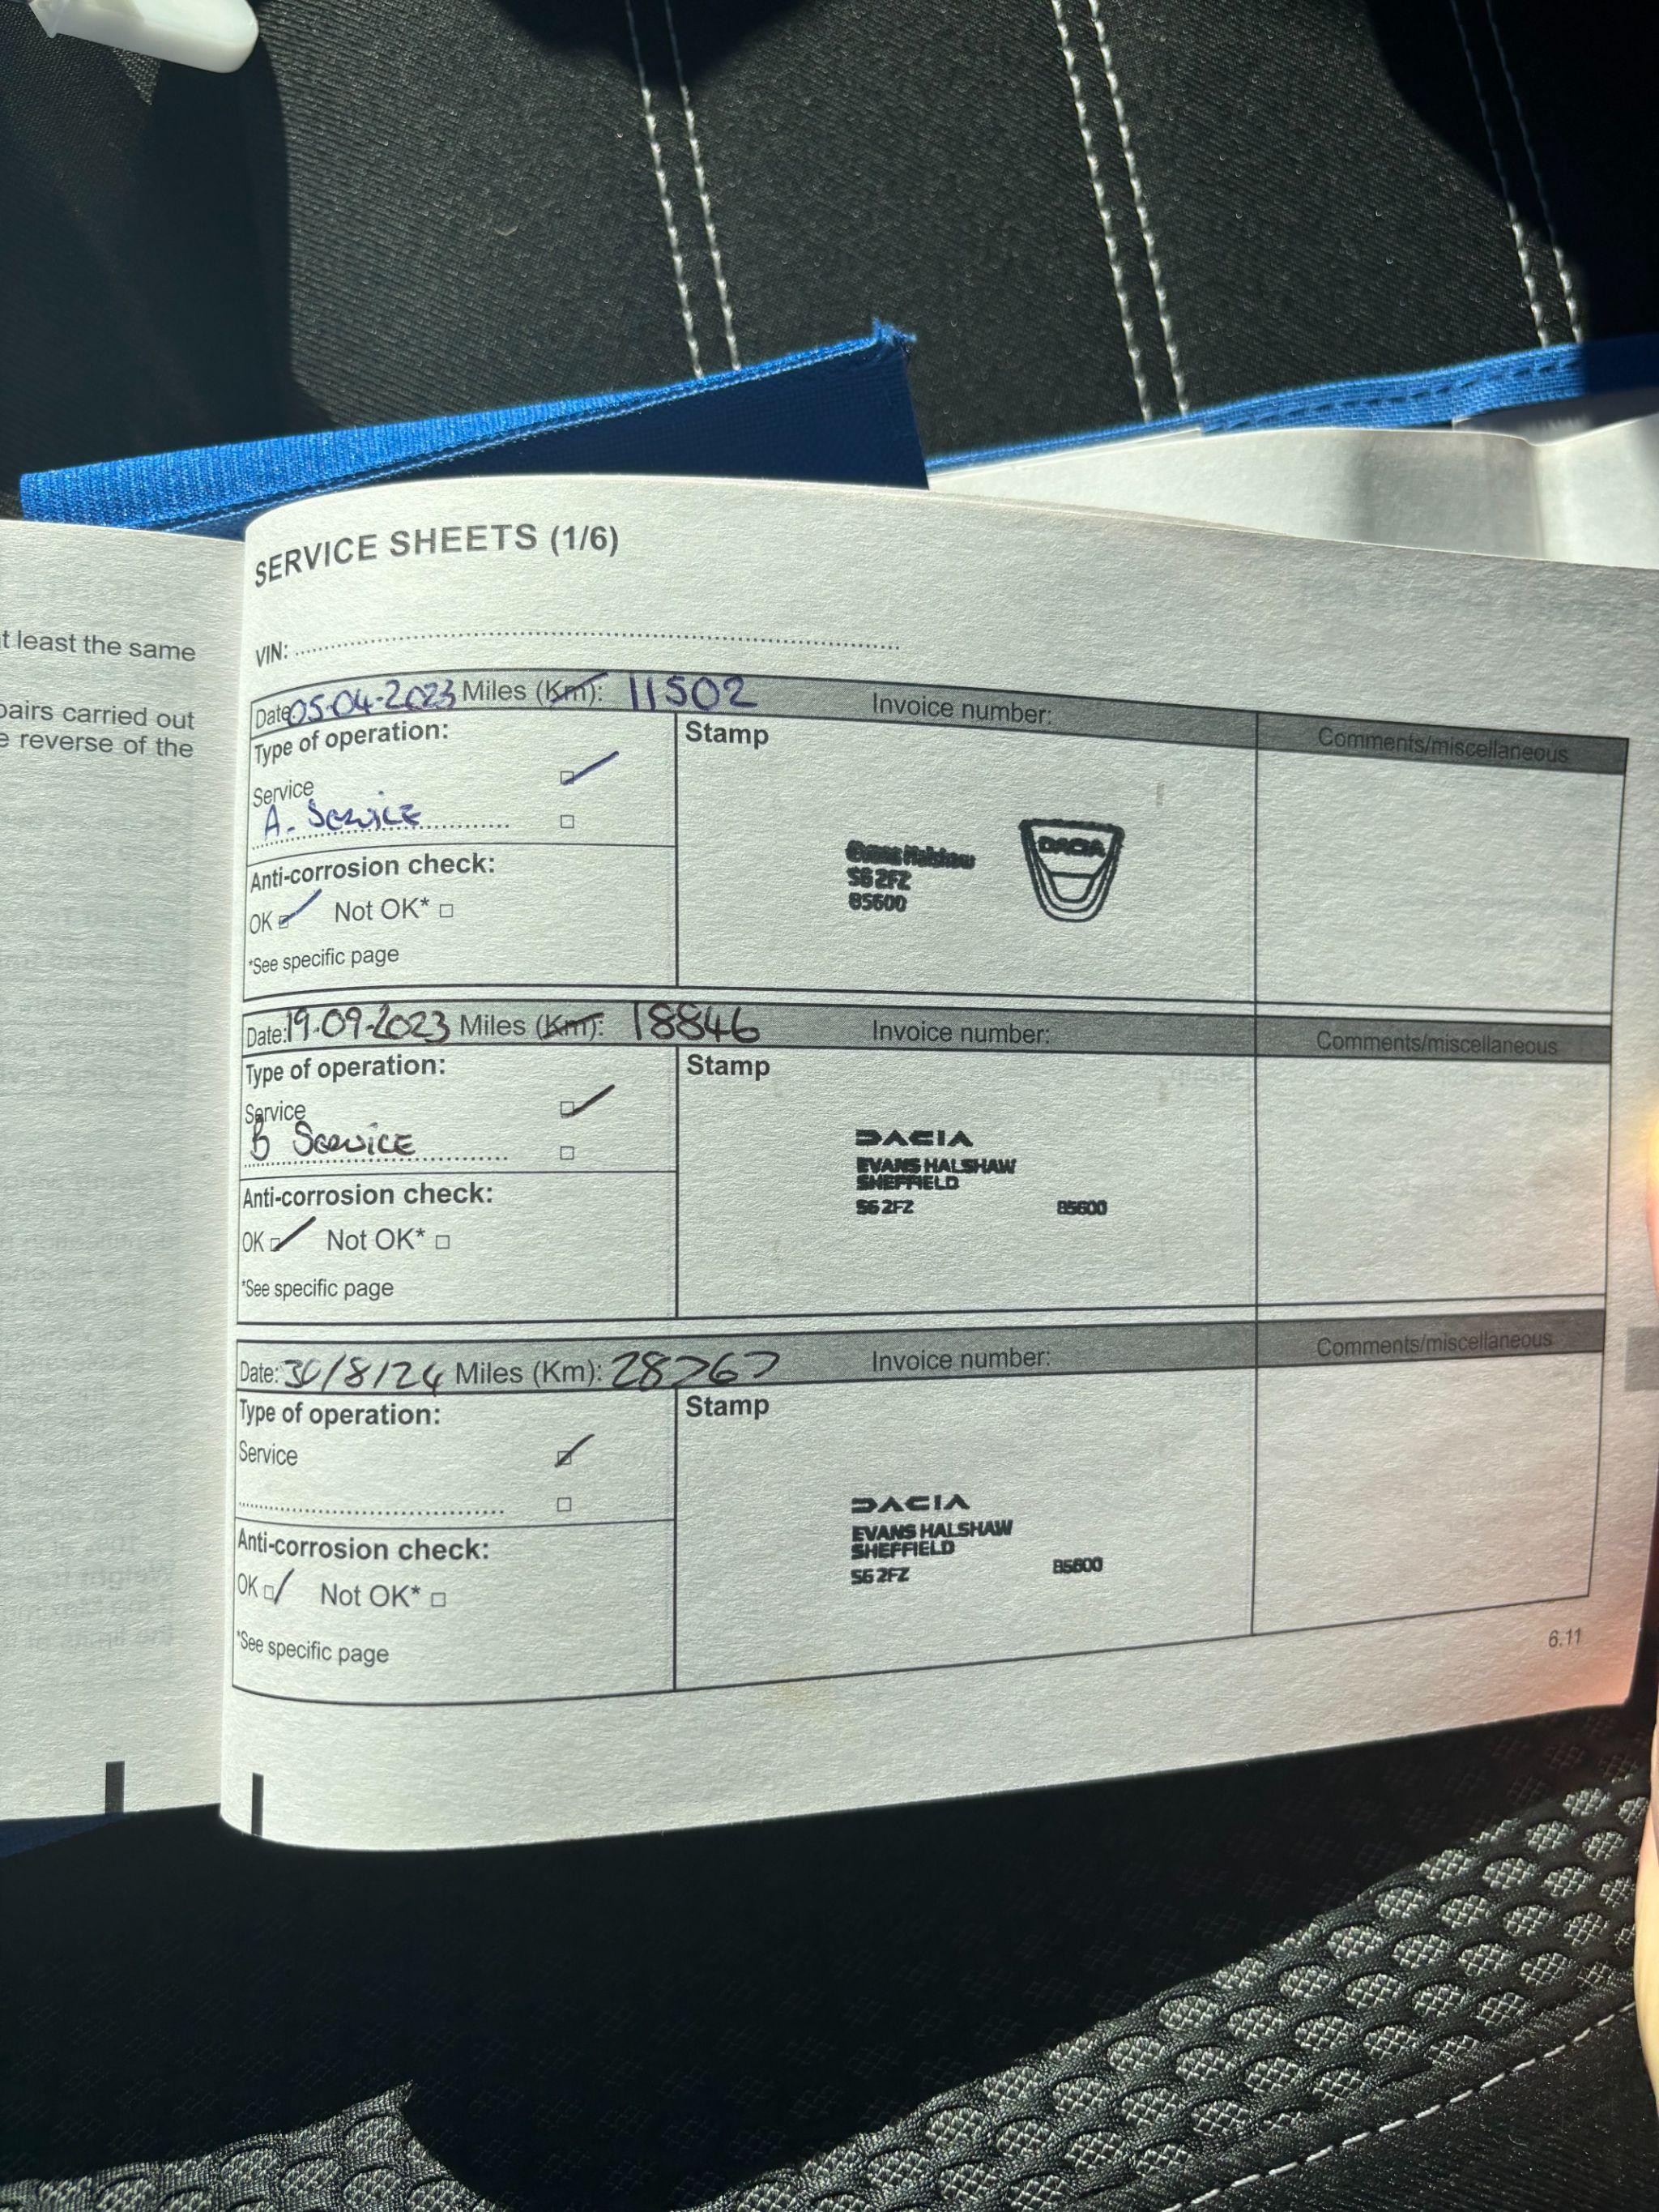 t least the same
pairs carried out
e reverse of the
SERVICE SHEETS (1/6)
VIN:
Date: 05-04-2023 Miles (Km): 11502 Invoice number: Comments/miscellaneous
Type of operation: Stamp
Service
A. Service
Anti-corrosion check:
OK Not OK*
*See specific page
Evans Halshaw
S6 2FZ
85600
DACIA
Date: 19-09-2023 Miles (Km): 18846 Invoice number: Comments/miscellaneous
Type of operation: Stamp
Service
B Service
Anti-corrosion check:
OK Not OK*
*See specific page
DACIA
EVANS HALSHAW
SHEFFIELD
S6 2FZ 85600
Date: 30/8/24 Miles (Km): 28767 Invoice number: Comments/miscellaneous
Type of operation: Stamp
Service
Anti-corrosion check:
OK Not OK*
*See specific page
DACIA
EVANS HALSHAW
SHEFFIELD
S6 2FZ 85600
6.11